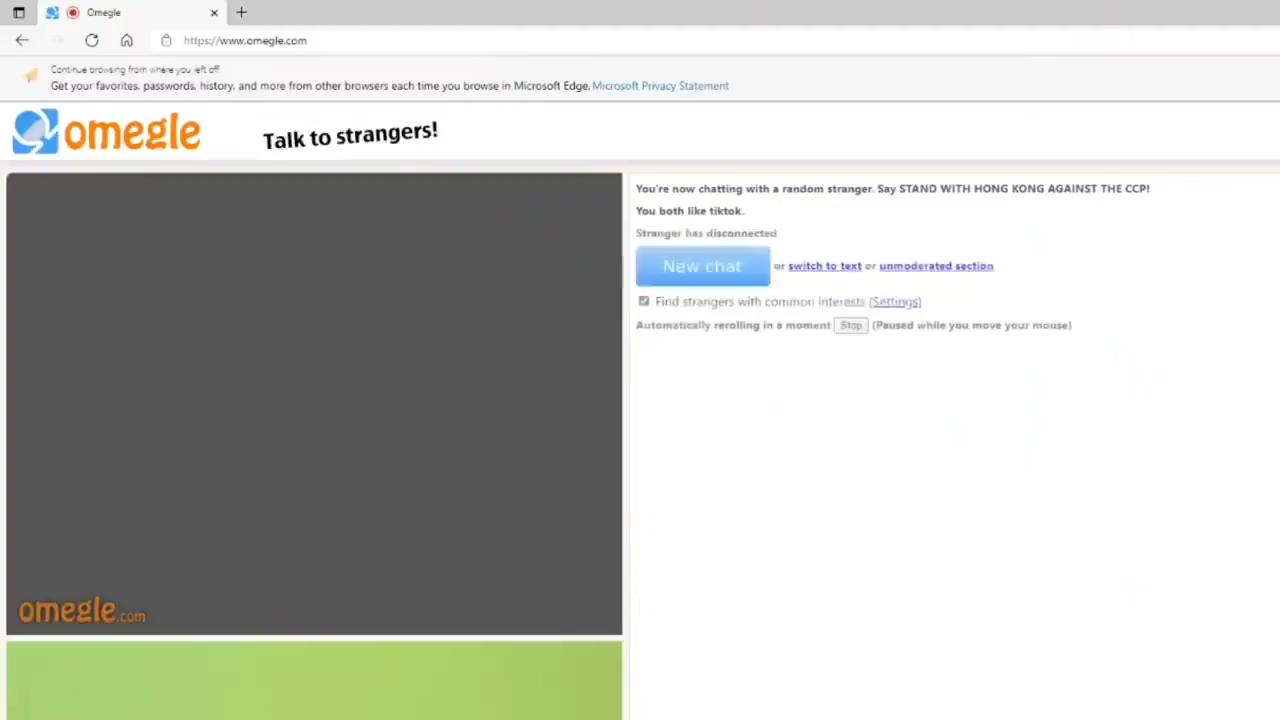 Omegle
https://www.omegle.com
Continue browsing from where you left off
Get your favorites, passwords, history, and more from other browsers each time you browse in Microsoft Edge. Microsoft Privacy Statement
omegle Talk to strangers!
You're now chatting with a random stranger. Say STAND WITH HONG KONG AGAINST THE CCP!
You both like tiktok.
Stranger has disconnected
New chat or switch to text or unmoderated section
Find strangers with common interests (Settings)
Automatically rerolling in a moment Stop (Paused while you move your mouse)
omegle.com